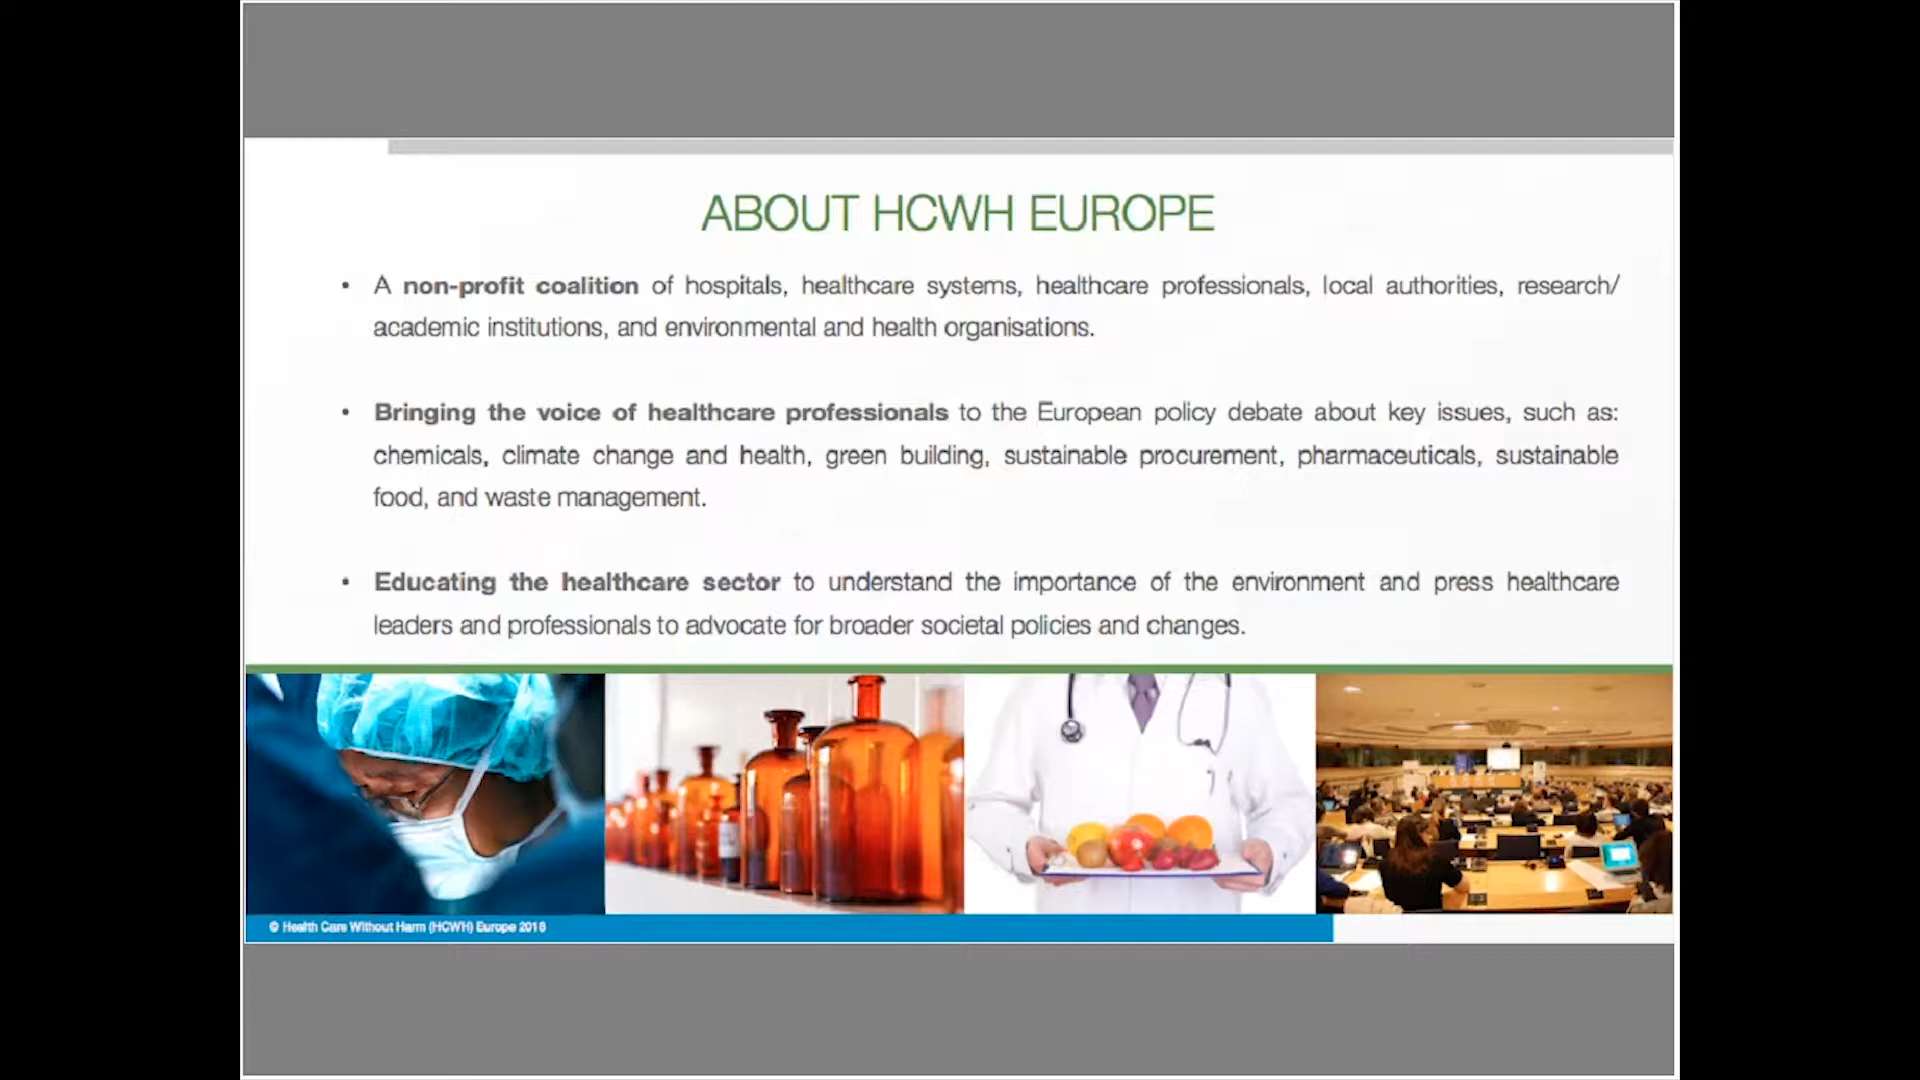 ABOUT HCWH EUROPE
• A non-profit coalition of hospitals, healthcare systems, healthcare professionals, local authorities, research/
academic institutions, and environmental and health organisations.
• Bringing the voice of healthcare professionals to the European policy debate about key issues, such as:
chemicals, climate change and health, green building, sustainable procurement, pharmaceuticals, sustainable
food, and waste management.
• Educating the healthcare sector to understand the importance of the environment and press healthcare
leaders and professionals to advocate for broader societal policies and changes.
© Health Care Without Harm (HCWH) Europe 2016